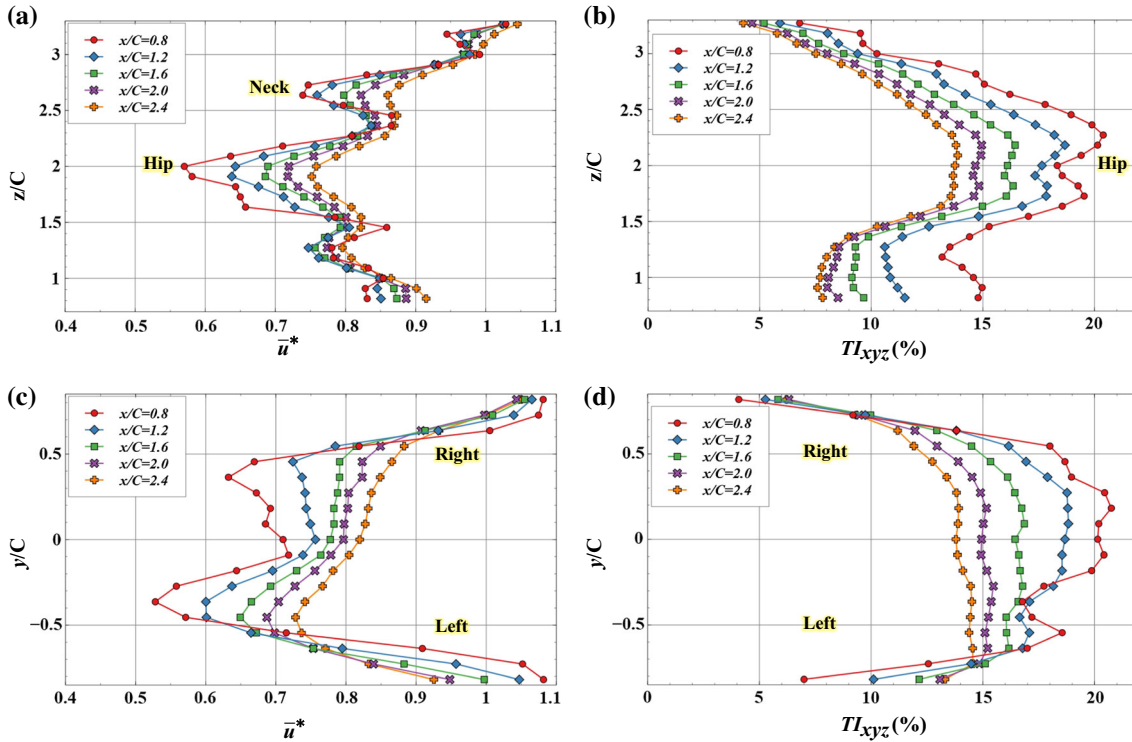 (a)
x/C=0.8
x/C=1.2
x/C=1.6
x/C=2.0
x/C=2.4
Neck
Hip
z/C
3
2.5
2
1.5
1
0.4 0.5 0.6 0.7 0.8 0.9 1 1.1
u̅*
(b)
x/C=0.8
x/C=1.2
x/C=1.6
x/C=2.0
x/C=2.4
Hip
z/C
3
2.5
2
1.5
1
0 5 10 15 20
TIxyz(%)
(c)
x/C=0.8
x/C=1.2
x/C=1.6
x/C=2.0
x/C=2.4
Right
Left
y/C
0.5
0
−0.5
0.4 0.5 0.6 0.7 0.8 0.9 1 1.1
u̅*
(d)
x/C=0.8
x/C=1.2
x/C=1.6
x/C=2.0
x/C=2.4
Right
Left
y/C
0.5
0
−0.5
0 5 10 15 20
TIxyz(%)